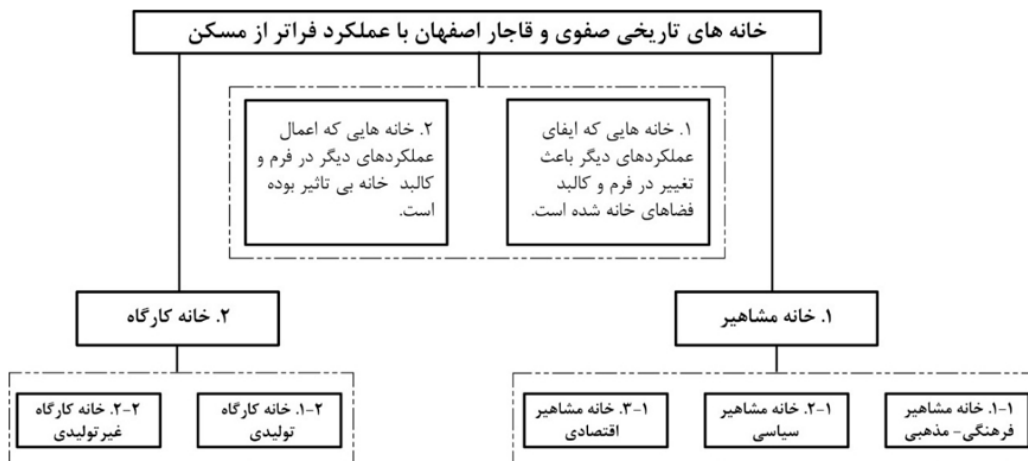 خانه های تاریخی صفوی و قاجار اصفهان با عملکرد فراتر از مسکن
۱. خانه هایی که ایفای
عملکردهای دیگر باعث
تغییر در فرم و کالبد
فضاهای خانه شده است.
۲. خانه هایی که اعمال
عملکردهای دیگر در فرم و
کالبد خانه بی تاثیر بوده
است.
۱. خانه مشاهیر
۲. خانه کارگاه
۱-۱. خانه مشاهیر
فرهنگی- مذهبی
۲-۱. خانه مشاهیر
سیاسی
۳-۱. خانه مشاهیر
اقتصادی
۱-۲. خانه کارگاه
تولیدی
۲-۲. خانه کارگاه
غیرتولیدی